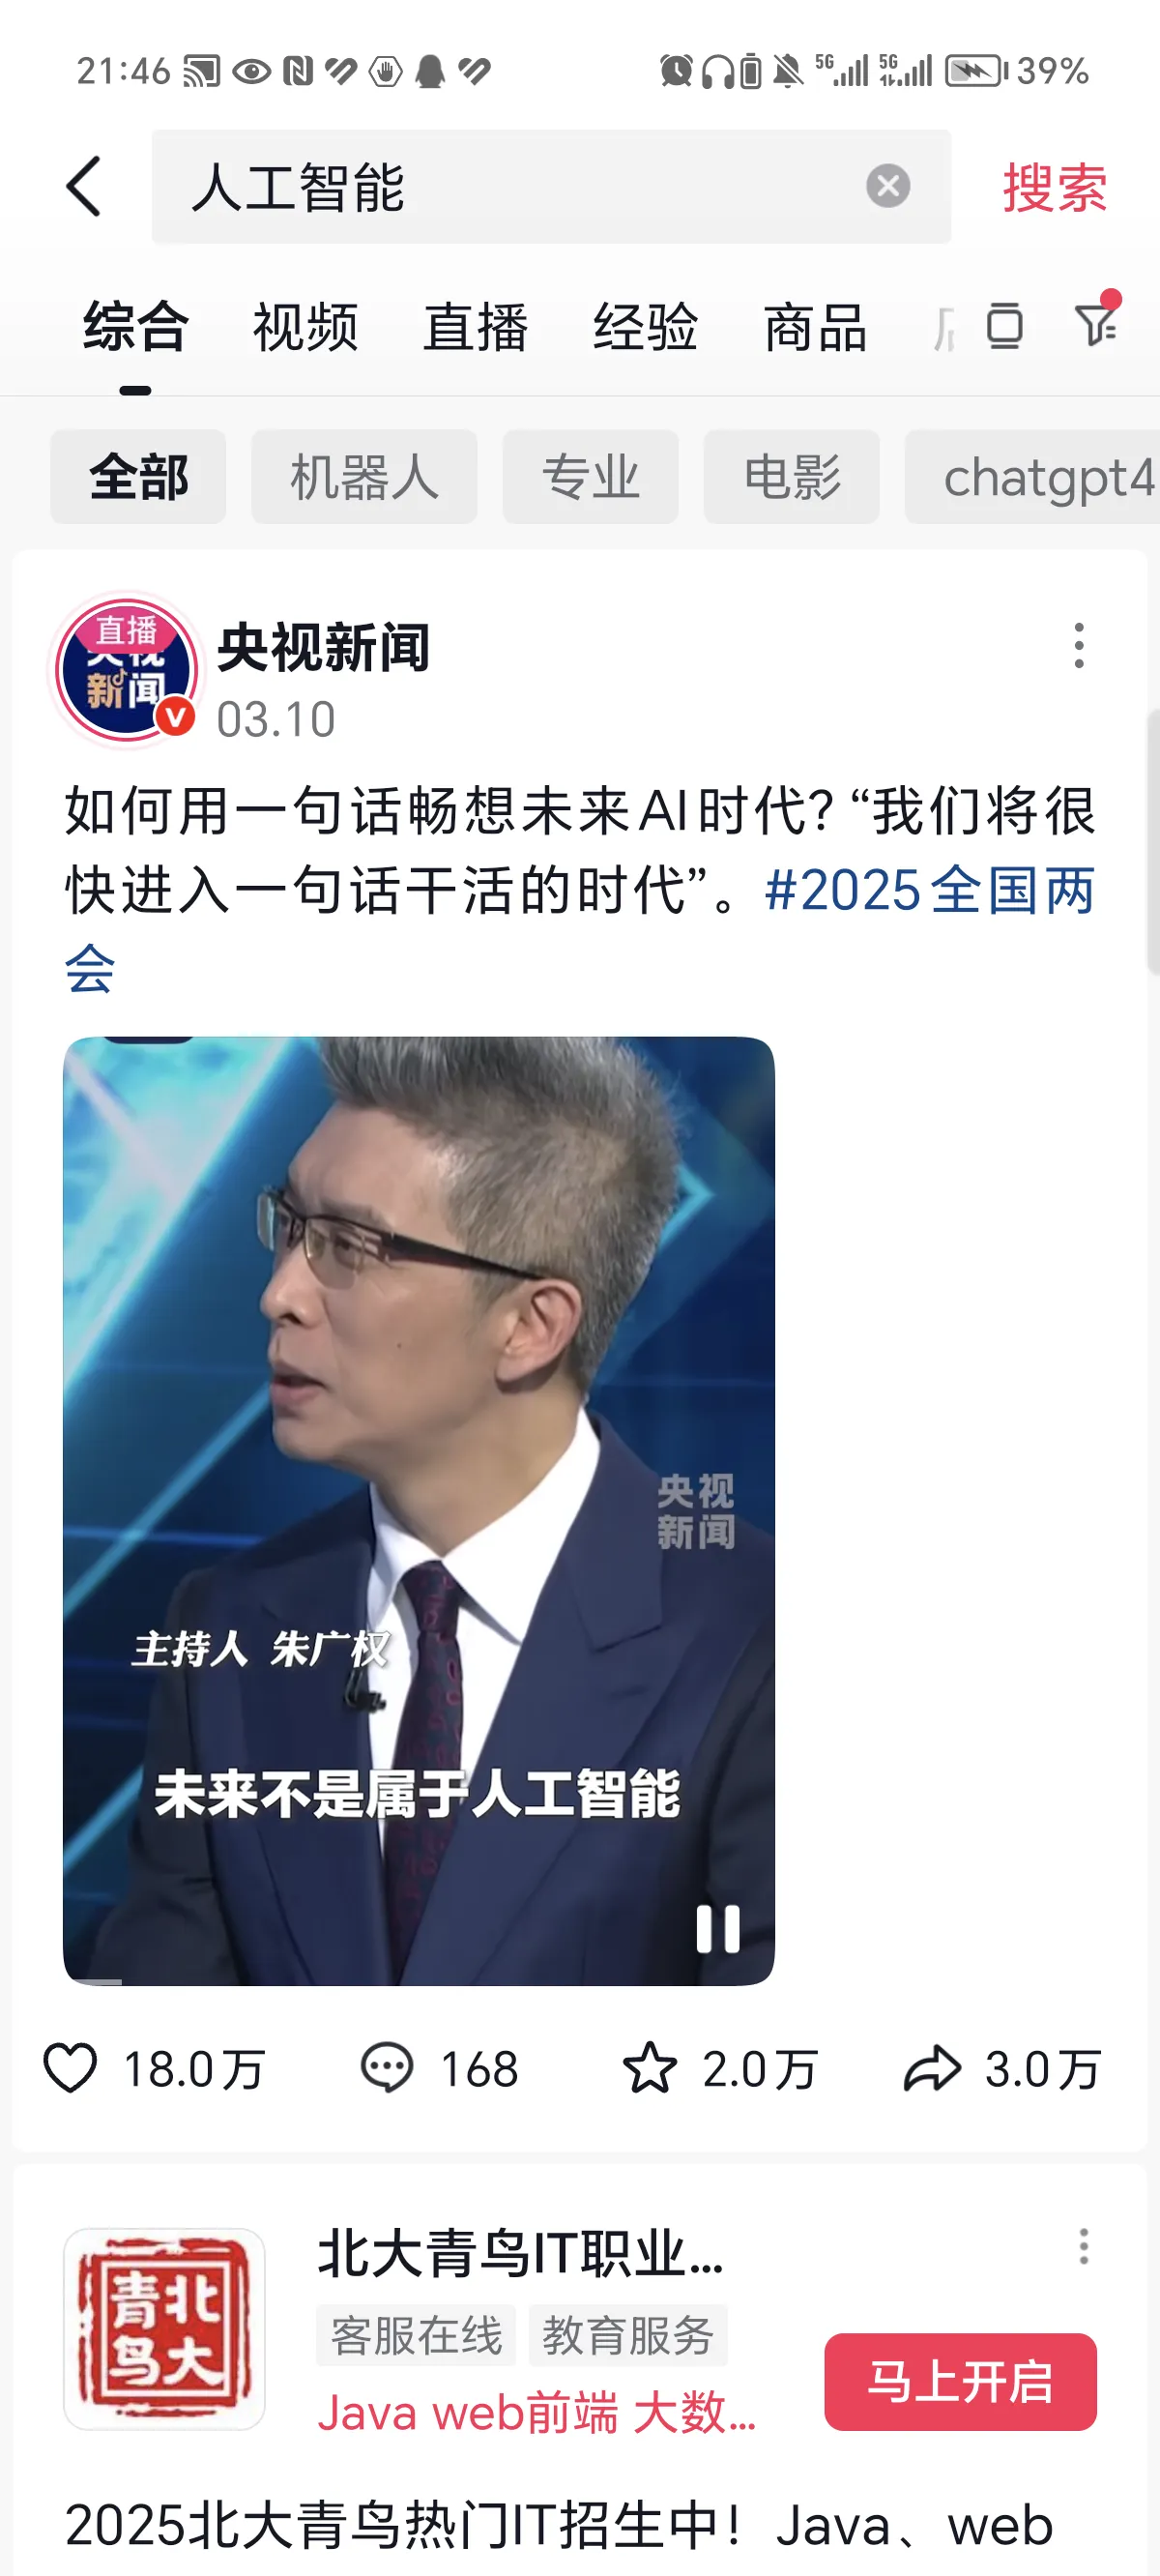 21:46
5G
5G
39%
人工智能
搜索
综合
视频
直播
经验
商品
全部
机器人
专业
电影
chatgpt4
直播
央视
新闻
央视新闻
03.10
如何用一句话畅想未来AI时代？“我们将很
快进入一句话干活的时代”。#2025全国两
会
央视
新闻
主持人 朱广权
未来不是属于人工智能
18.0万
168
2.0万
3.0万
青北
鸟大
北大青鸟IT职业...
客服在线
教育服务
Java web前端 大数...
马上开启
2025北大青鸟热门IT招生中！Java、web